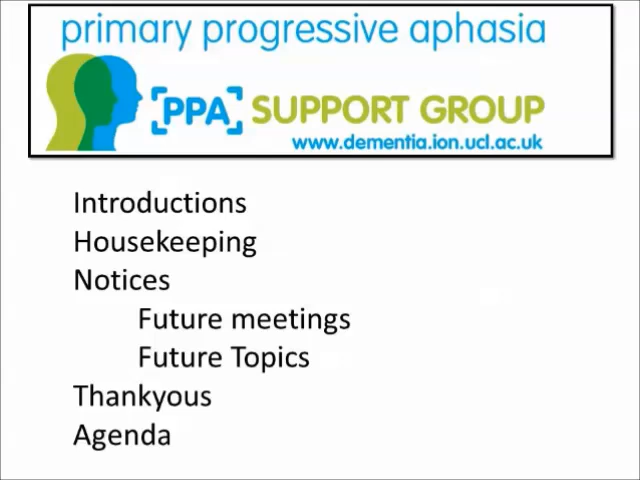 primary progressive aphasia
[PPA] SUPPORT GROUP
www.dementia.ion.ucl.ac.uk
Introductions
Housekeeping
Notices
Future meetings
Future Topics
Thankyous
Agenda